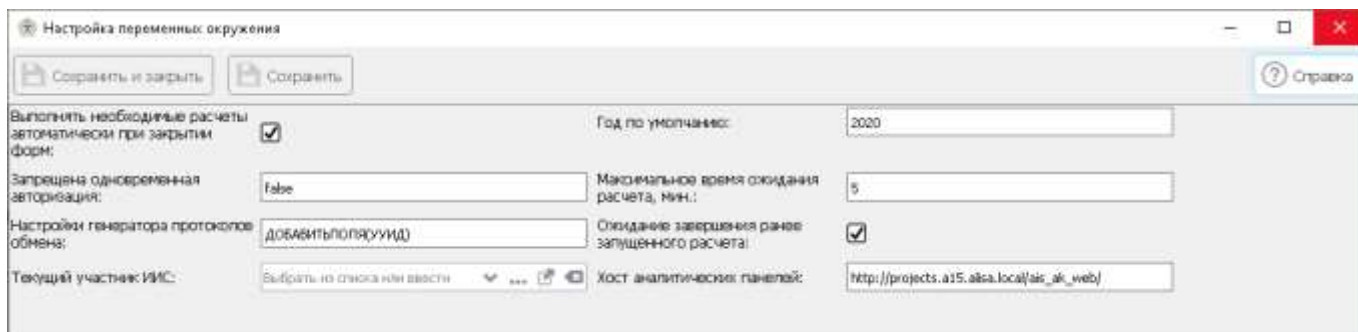 Настройка переменных окружения
Сохранить и закрыть
Сохранить
Справка
Выполнять необходимые расчеты
автоматически при закрытии
форм:
Год по умолчанию:
2020
Запрещена одновременная
авторизация:
false
Максимальное время ожидания
расчета, мин.:
5
Настройки генератора протоколов
обмена:
ДОБАВИТЬПОЛЯ(УУИД)
Ожидание завершения ранее
запущенного расчета:
Текущий участник ИИС:
Выбрать из списка или ввести
...
Хост аналитических панелей:
http://projects.a15.alisa.local/ais_ak_web/